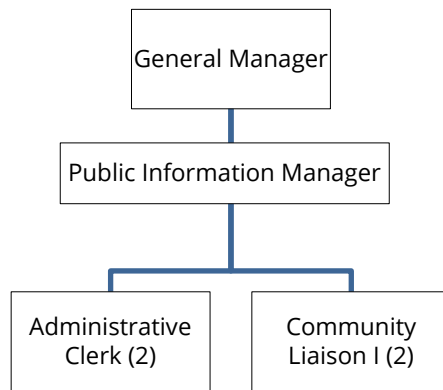 General Manager
Public Information Manager
Administrative
Clerk (2)
Community
Liaison I (2)